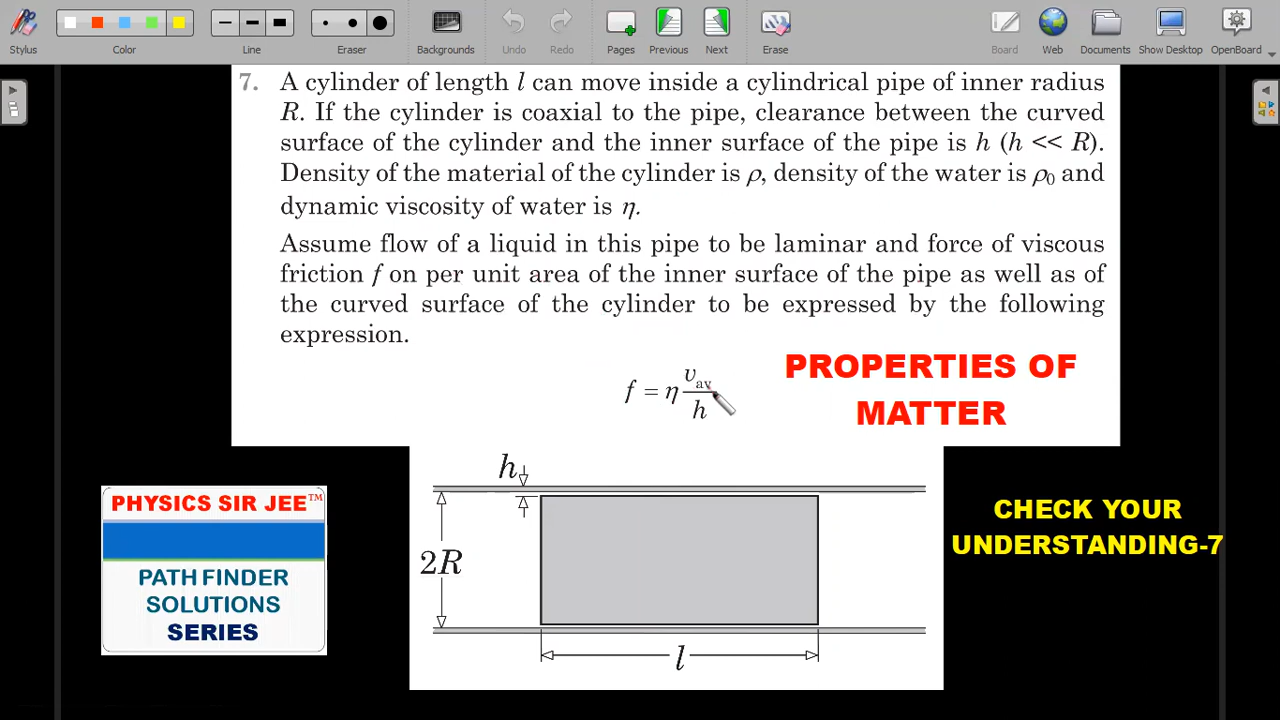 Stylus
Color
Line
Eraser
Backgrounds
Undo
Redo
Pages
Previous
Next
Erase
Board
Web
Documents
Show Desktop
OpenBoard
7. A cylinder of length l can move inside a cylindrical pipe of inner radius
R. If the cylinder is coaxial to the pipe, clearance between the curved
surface of the cylinder and the inner surface of the pipe is h (h << R).
Density of the material of the cylinder is ρ, density of the water is ρ₀ and
dynamic viscosity of water is η.
Assume flow of a liquid in this pipe to be laminar and force of viscous
friction f on per unit area of the inner surface of the pipe as well as of
the curved surface of the cylinder to be expressed by the following
expression.
f = η v_av / h
PROPERTIES OF
MATTER
h
2R
l
PHYSICS SIR JEE™
PATH FINDER
SOLUTIONS
SERIES
CHECK YOUR
UNDERSTANDING-7